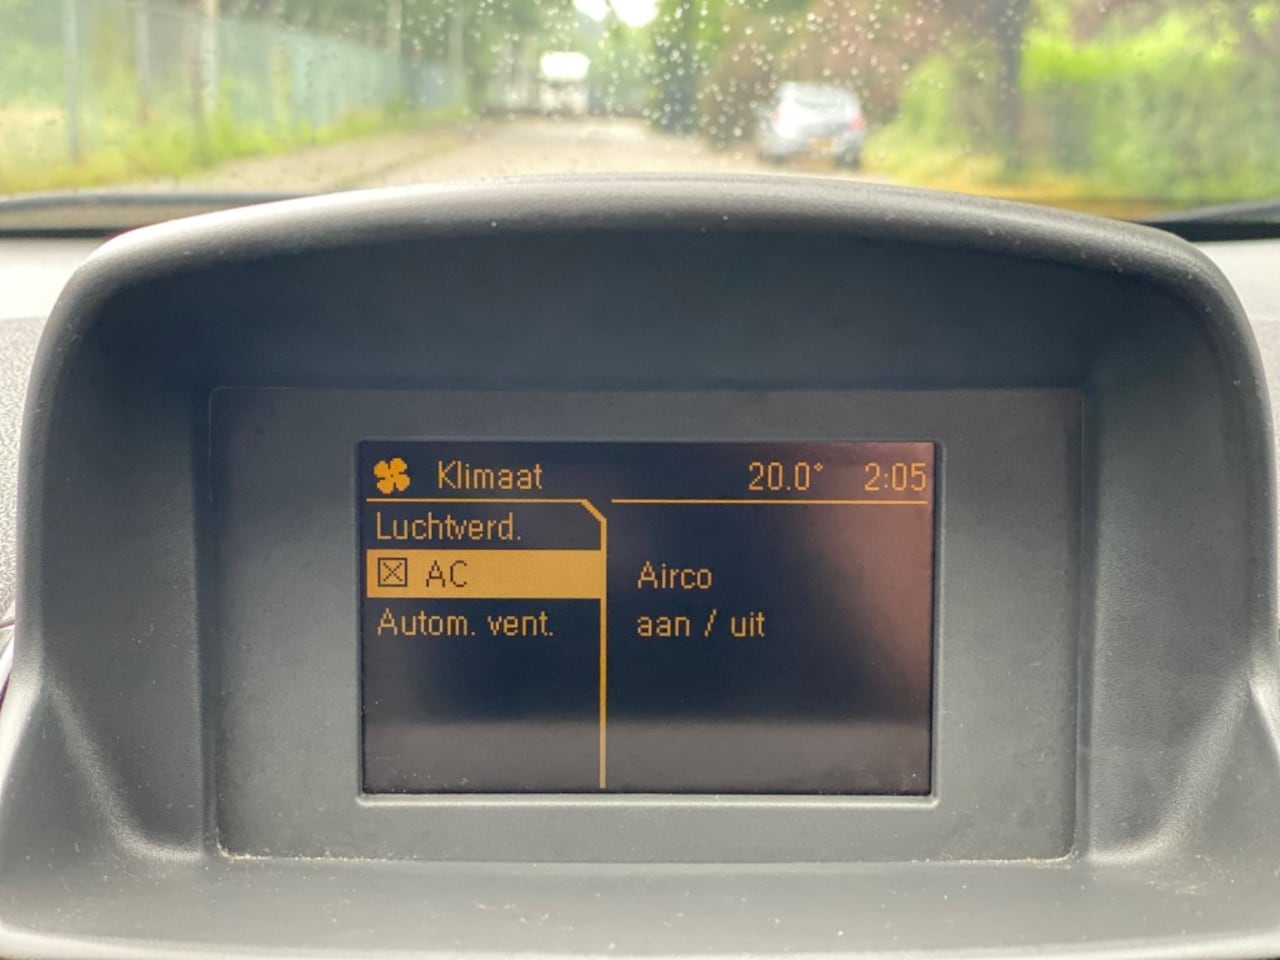 Klimaat 20.0° 2:05
Luchtverd.
AC Airco
Autom. vent. aan / uit